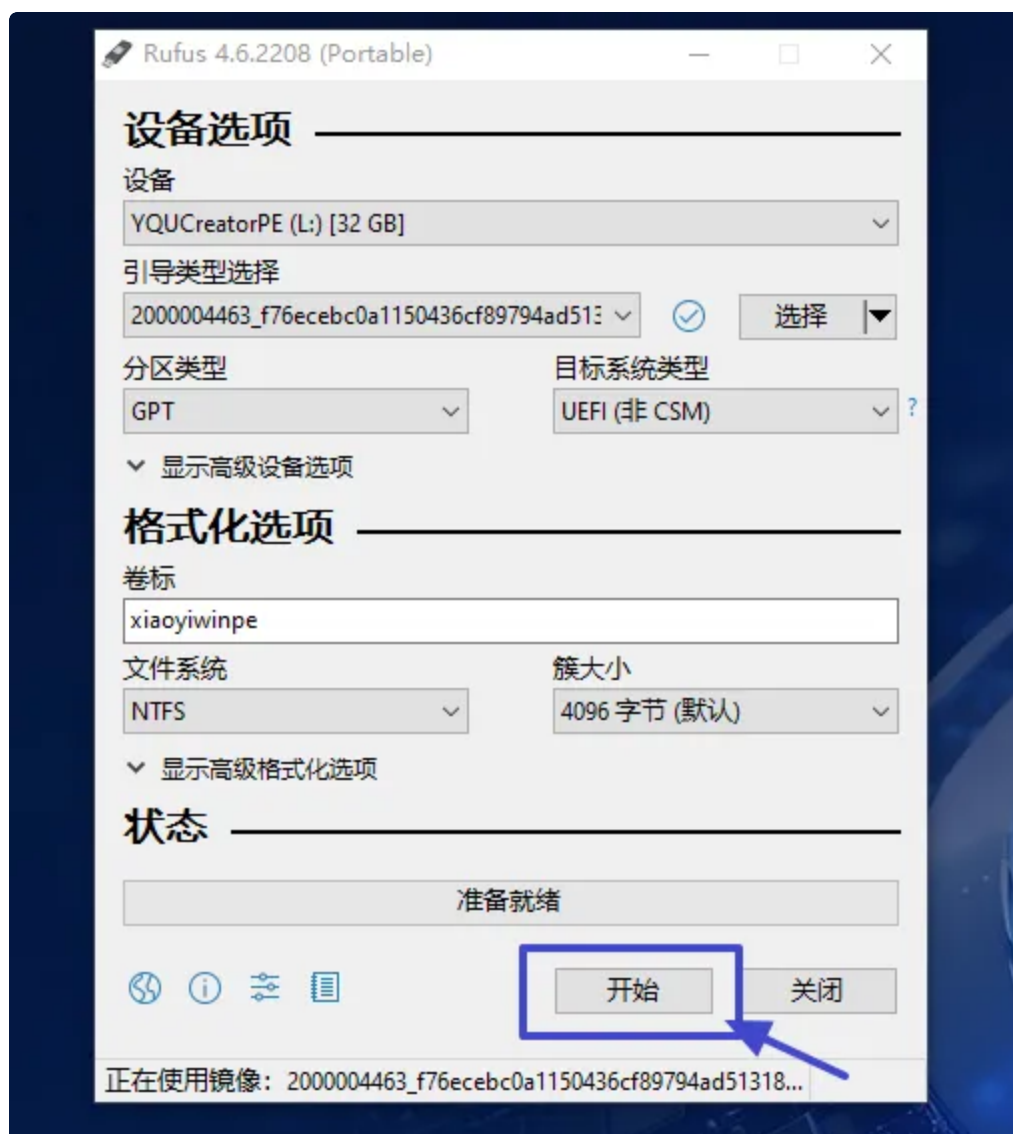 Rufus 4.6.2208 (Portable)
设备选项
设备
YQUCreatorPE (L:) [32 GB]
引导类型选择
2000004463_f76ecebc0a1150436cf89794ad513 选择
分区类型 目标系统类型
GPT UEFI (非 CSM) ?
显示高级设备选项
格式化选项
卷标
xiaoyiwinpe
文件系统 簇大小
NTFS 4096 字节 (默认)
显示高级格式化选项
状态
准备就绪
开始 关闭
正在使用镜像：2000004463_f76ecebc0a1150436cf89794ad51318...